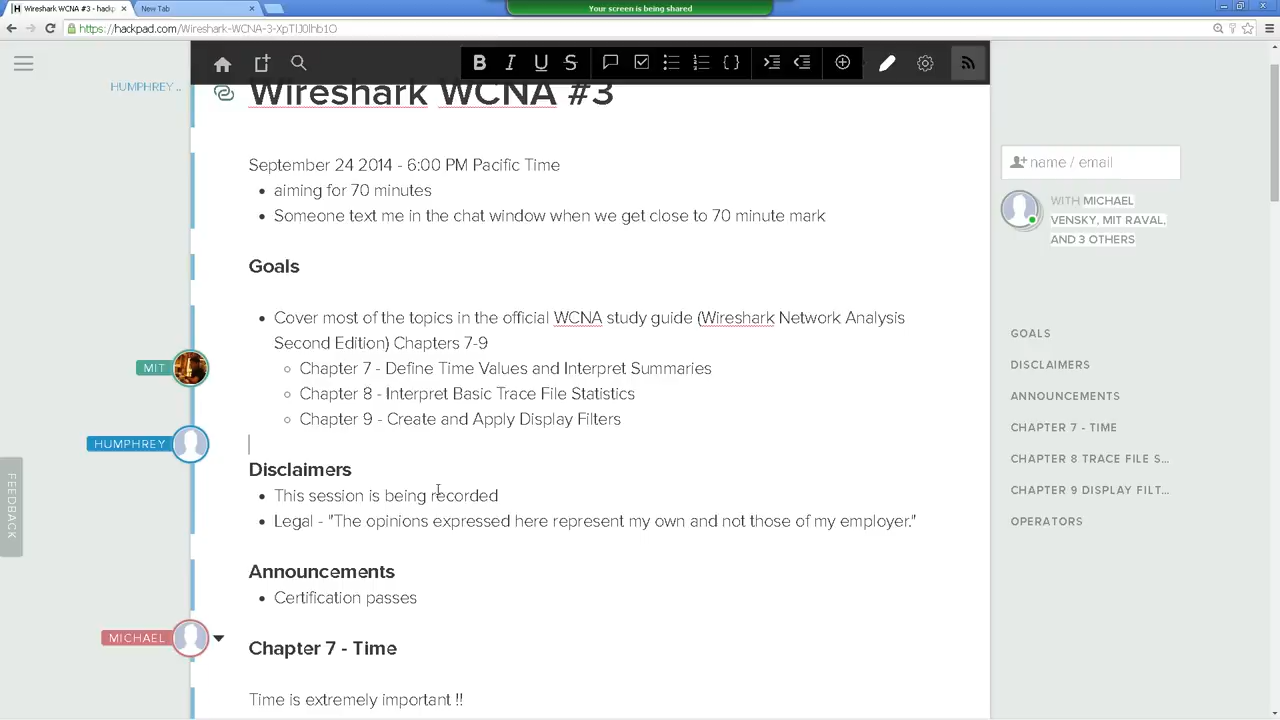 Wireshark WCNA #3 - hackp
New Tab
Your screen is being shared
https://hackpad.com/Wireshark-WCNA-3-XpTlJ0lhb1O
HUMPHREY ..
Wireshark WCNA #3
September 24 2014 - 6:00 PM Pacific Time
aiming for 70 minutes
Someone text me in the chat window when we get close to 70 minute mark
Goals
Cover most of the topics in the official WCNA study guide (Wireshark Network Analysis
Second Edition) Chapters 7-9
MIT
Chapter 7 - Define Time Values and Interpret Summaries
Chapter 8 - Interpret Basic Trace File Statistics
Chapter 9 - Create and Apply Display Filters
HUMPHREY
Disclaimers
This session is being recorded
Legal - "The opinions expressed here represent my own and not those of my employer."
Announcements
Certification passes
MICHAEL
Chapter 7 - Time
Time is extremely important !!
FEEDBACK
name / email
WITH MICHAEL
VENSKY, MIT RAVAL,
AND 3 OTHERS
GOALS
DISCLAIMERS
ANNOUNCEMENTS
CHAPTER 7 - TIME
CHAPTER 8 TRACE FILE S...
CHAPTER 9 DISPLAY FILT...
OPERATORS